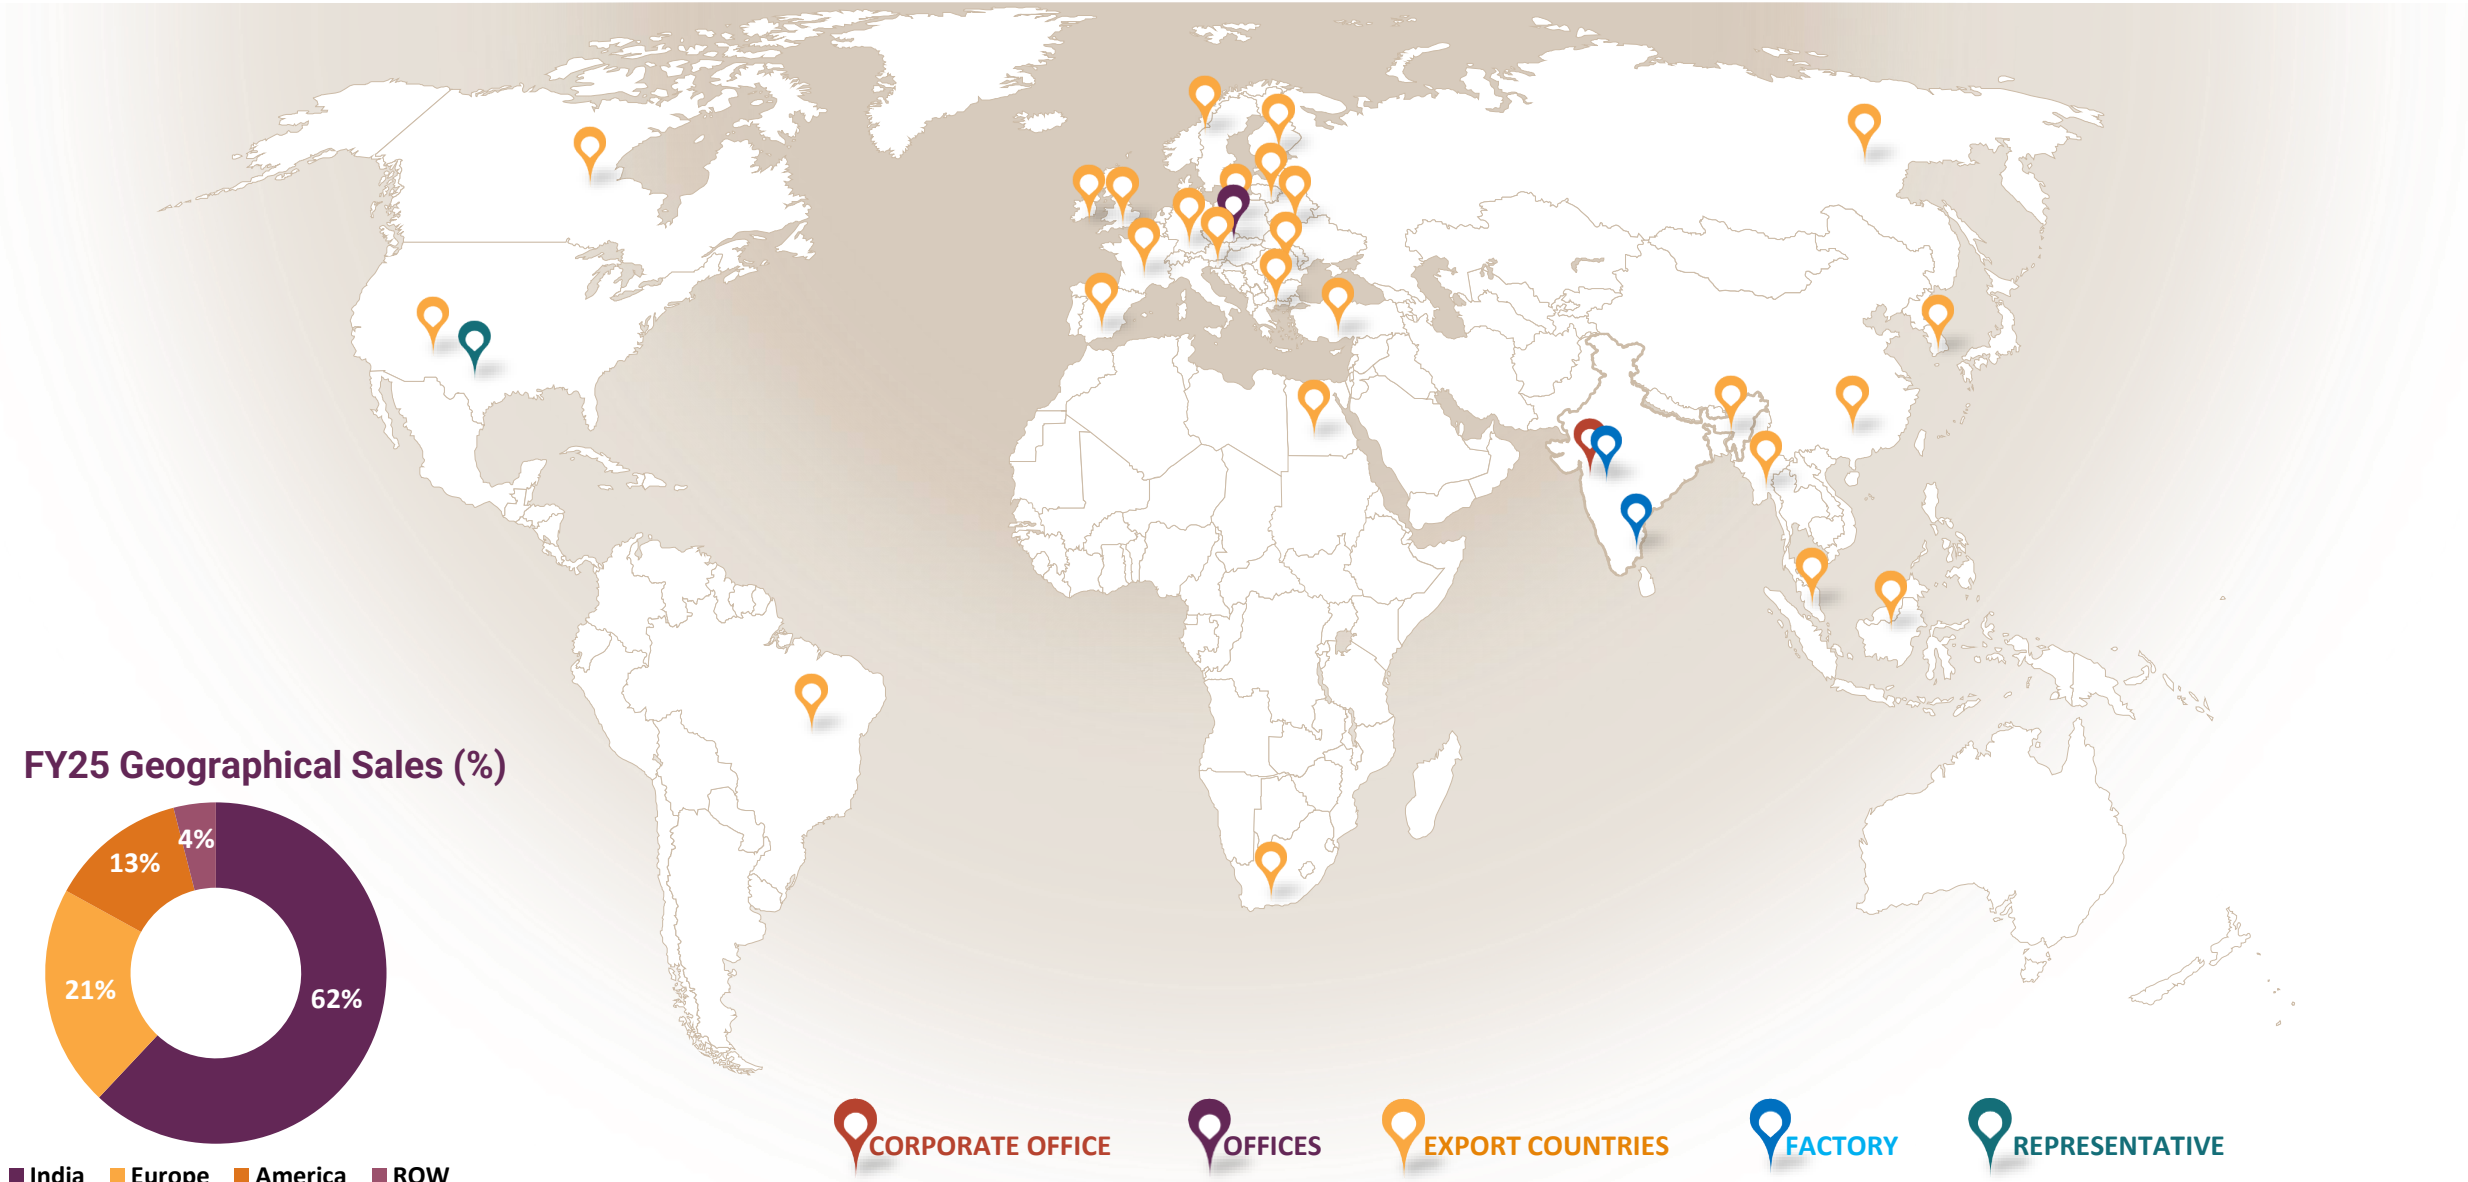 FY25 Geographical Sales (%)
4%
13%
21%
62%
India Europe America ROW
CORPORATE OFFICE OFFICES EXPORT COUNTRIES FACTORY REPRESENTATIVE